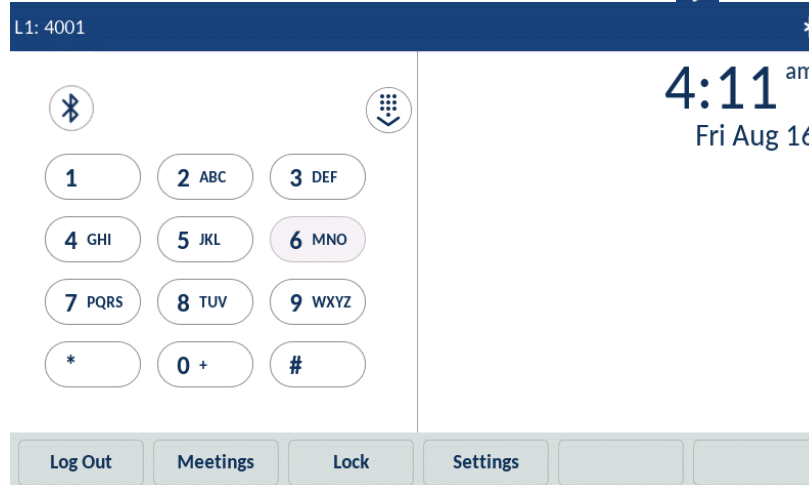 L1: 4001
4:11 am
Fri Aug 16
1
2 ABC
3 DEF
4 GHI
5 JKL
6 MNO
7 PQRS
8 TUV
9 WXYZ
*
0 +
#
Log Out
Meetings
Lock
Settings